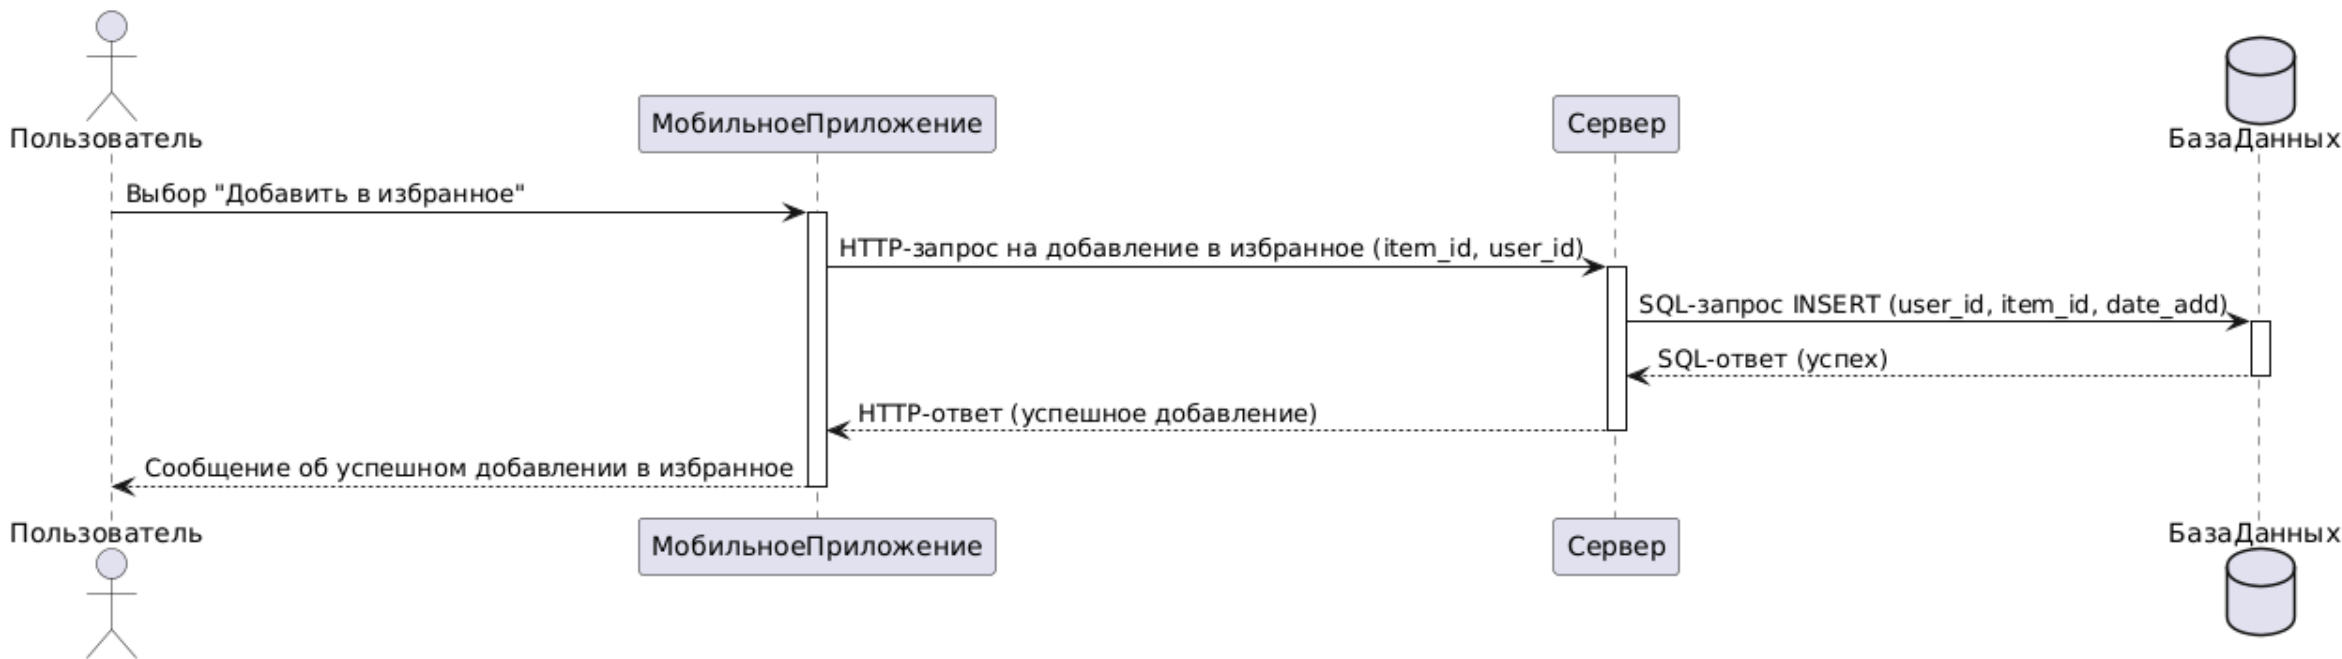 Пользователь
МобильноеПриложение
Сервер
БазаДанных
Выбор "Добавить в избранное"
HTTP-запрос на добавление в избранное (item_id, user_id)
SQL-запрос INSERT (user_id, item_id, date_add)
SQL-ответ (успех)
HTTP-ответ (успешное добавление)
Сообщение об успешном добавлении в избранное
Пользователь
МобильноеПриложение
Сервер
БазаДанных